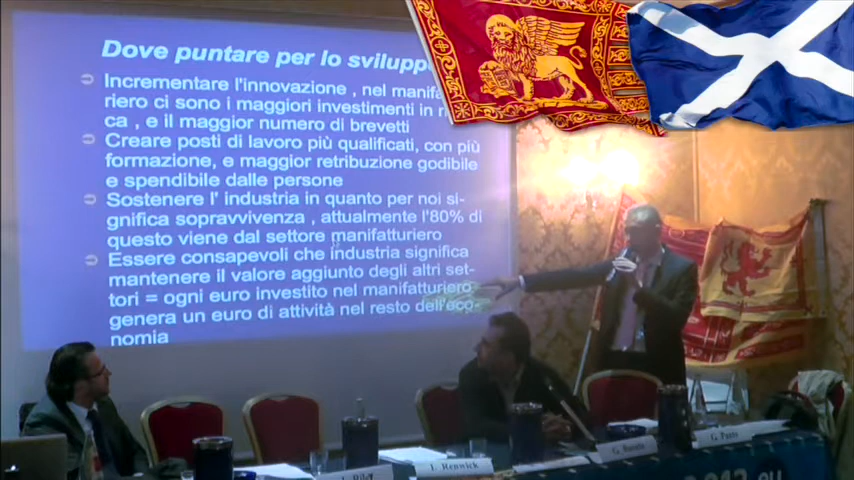 Dove puntare per lo svilupp
Incrementare l'innovazione , nel manifa
riero ci sono i maggiori investimenti in
ca , e il maggior numero di brevetti
Creare posti di lavoro più qualificati, con più
formazione, e maggior retribuzione godibile
e spendibile dalle persone
Sostenere l' industria in quanto per noi si-
gnifica sopravvivenza , attualmente l'80% di
questo viene dal settore manifatturiero
Essere consapevoli che industria significa
mantenere il valore aggiunto degli altri set-
tori = ogni euro investito nel manifatturiero
genera un euro di attività nel resto dell'eco-
nomia
L. Renwick